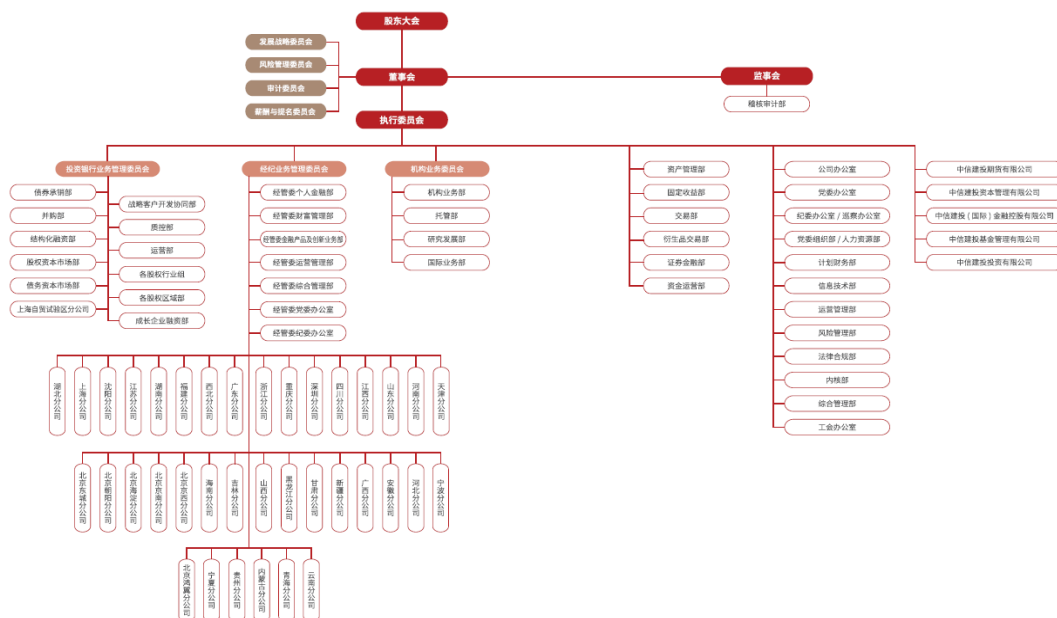 股东大会
发展战略委员会
风险管理委员会
审计委员会
薪酬与提名委员会
董事会
监事会
稽核审计部
执行委员会
投资银行业务管理委员会
债券承销部
并购部
结构化融资部
股权资本市场部
债务资本市场部
上海自贸试验区分公司
战略客户开发协同部
质控部
运营部
各股权行业组
各股权区域部
成长企业融资部
经纪业务管理委员会
经管委个人金融部
经管委财富管理部
经管委金融产品及创新业务部
经管委运营管理部
经管委综合管理部
经管委党委办公室
经管委纪委办公室
机构业务委员会
机构业务部
托管部
研究发展部
国际业务部
资产管理部
固定收益部
交易部
衍生品交易部
证券金融部
资金运营部
公司办公室
党委办公室
纪委办公室 / 巡察办公室
党委组织部 / 人力资源部
计划财务部
信息技术部
运营管理部
风险管理部
法律合规部
内核部
综合管理部
工会办公室
中信建投期货有限公司
中信建投资本管理有限公司
中信建投 ( 国际 ) 金融控股有限公司
中信建投基金管理有限公司
中信建投投资有限公司
湖北分公司
上海分公司
沈阳分公司
江苏分公司
湖南分公司
福建分公司
西北分公司
广东分公司
浙江分公司
重庆分公司
深圳分公司
四川分公司
江西分公司
山东分公司
河南分公司
天津分公司
北京东城分公司
北京朝阳分公司
北京海淀分公司
北京京南分公司
北京京西分公司
海南分公司
吉林分公司
山西分公司
黑龙江分公司
甘肃分公司
新疆分公司
广西分公司
安徽分公司
河北分公司
宁波分公司
北京鸿翼分公司
宁夏分公司
贵州分公司
内蒙古分公司
青海分公司
云南分公司